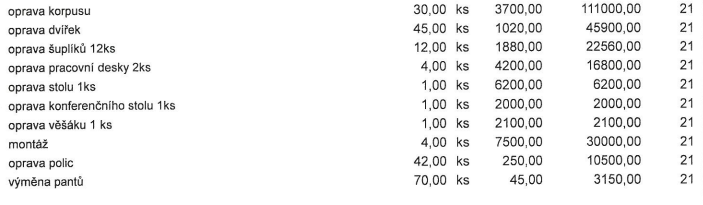 oprava korpusu 30,00 ks 3700,00 111000,00 21
oprava dvířek 45,00 ks 1020,00 45900,00 21
oprava šuplíků 12ks 12,00 ks 1880,00 22560,00 21
oprava pracovní desky 2ks 4,00 ks 4200,00 16800,00 21
oprava stolu 1ks 1,00 ks 6200,00 6200,00 21
oprava konferenčního stolu 1ks 1,00 ks 2000,00 2000,00 21
oprava věšáku 1 ks 1,00 ks 2100,00 2100,00 21
montáž 4,00 ks 7500,00 30000,00 21
oprava polic 42,00 ks 250,00 10500,00 21
výměna pantů 70,00 ks 45,00 3150,00 21